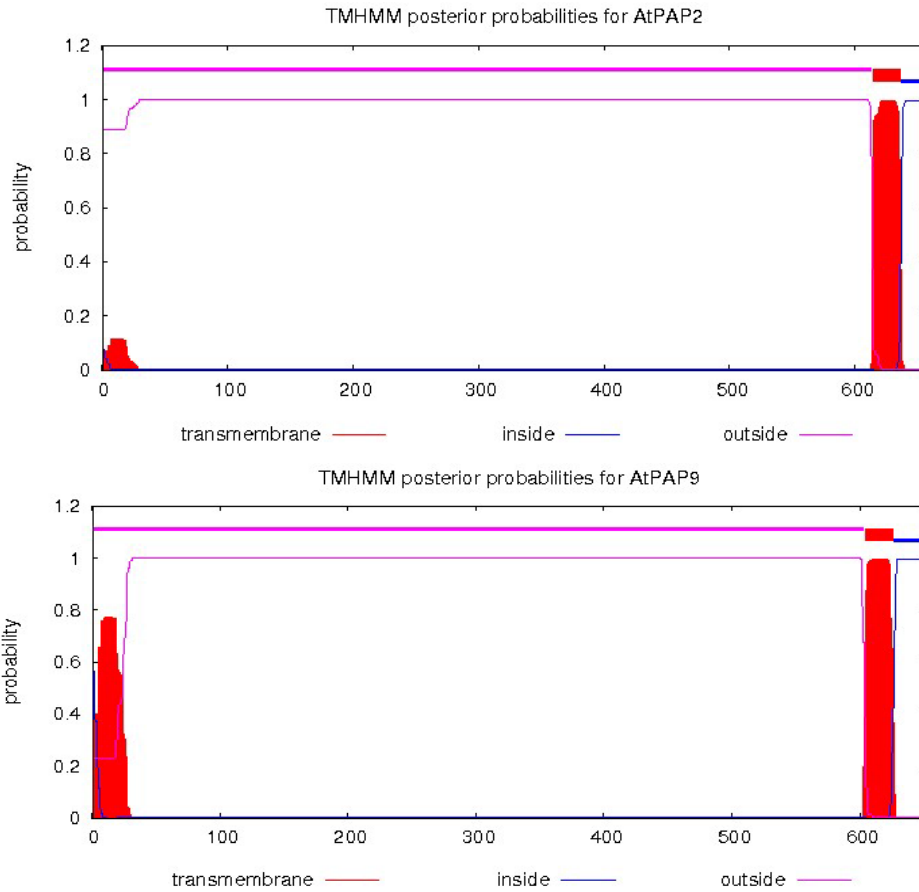 TMHMM posterior probabilities for AtPAP2
1.2
1
0.8
0.6
0.4
0.2
0
probability
0 100 200 300 400 500 600
transmembrane inside outside
TMHMM posterior probabilities for AtPAP9
1.2
1
0.8
0.6
0.4
0.2
0
probability
0 100 200 300 400 500 600
transmembrane inside outside